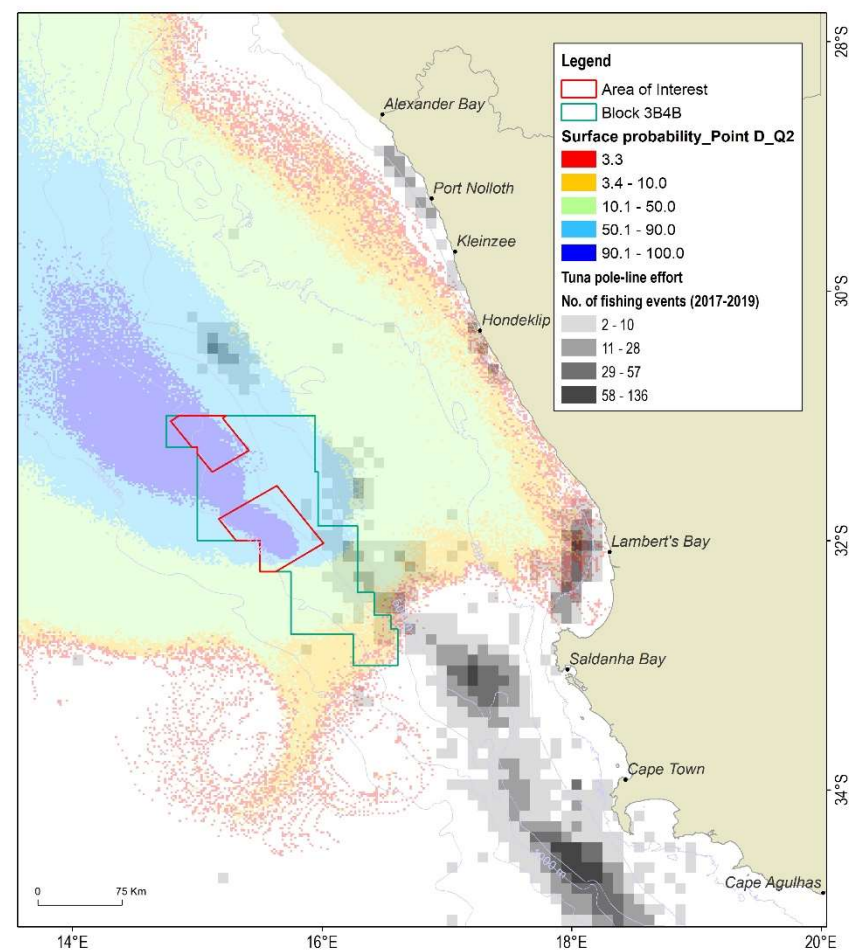 28°S
Legend
Area of Interest
Block 3B4B
Surface probability_Point D_Q2
3.3
3.4 - 10.0
10.1 - 50.0
50.1 - 90.0
90.1 - 100.0
Tuna pole-line effort
No. of fishing events (2017-2019)
2 - 10
11 - 28
29 - 57
58 - 136
Alexander Bay
Port Nolloth
Kleinzee
30°S
Hondeklip
32°S
Lambert's Bay
Saldanha Bay
Cape Town
34°S
1000 m
Cape Agulhas
0 75 Km
14°E 16°E 18°E 20°E